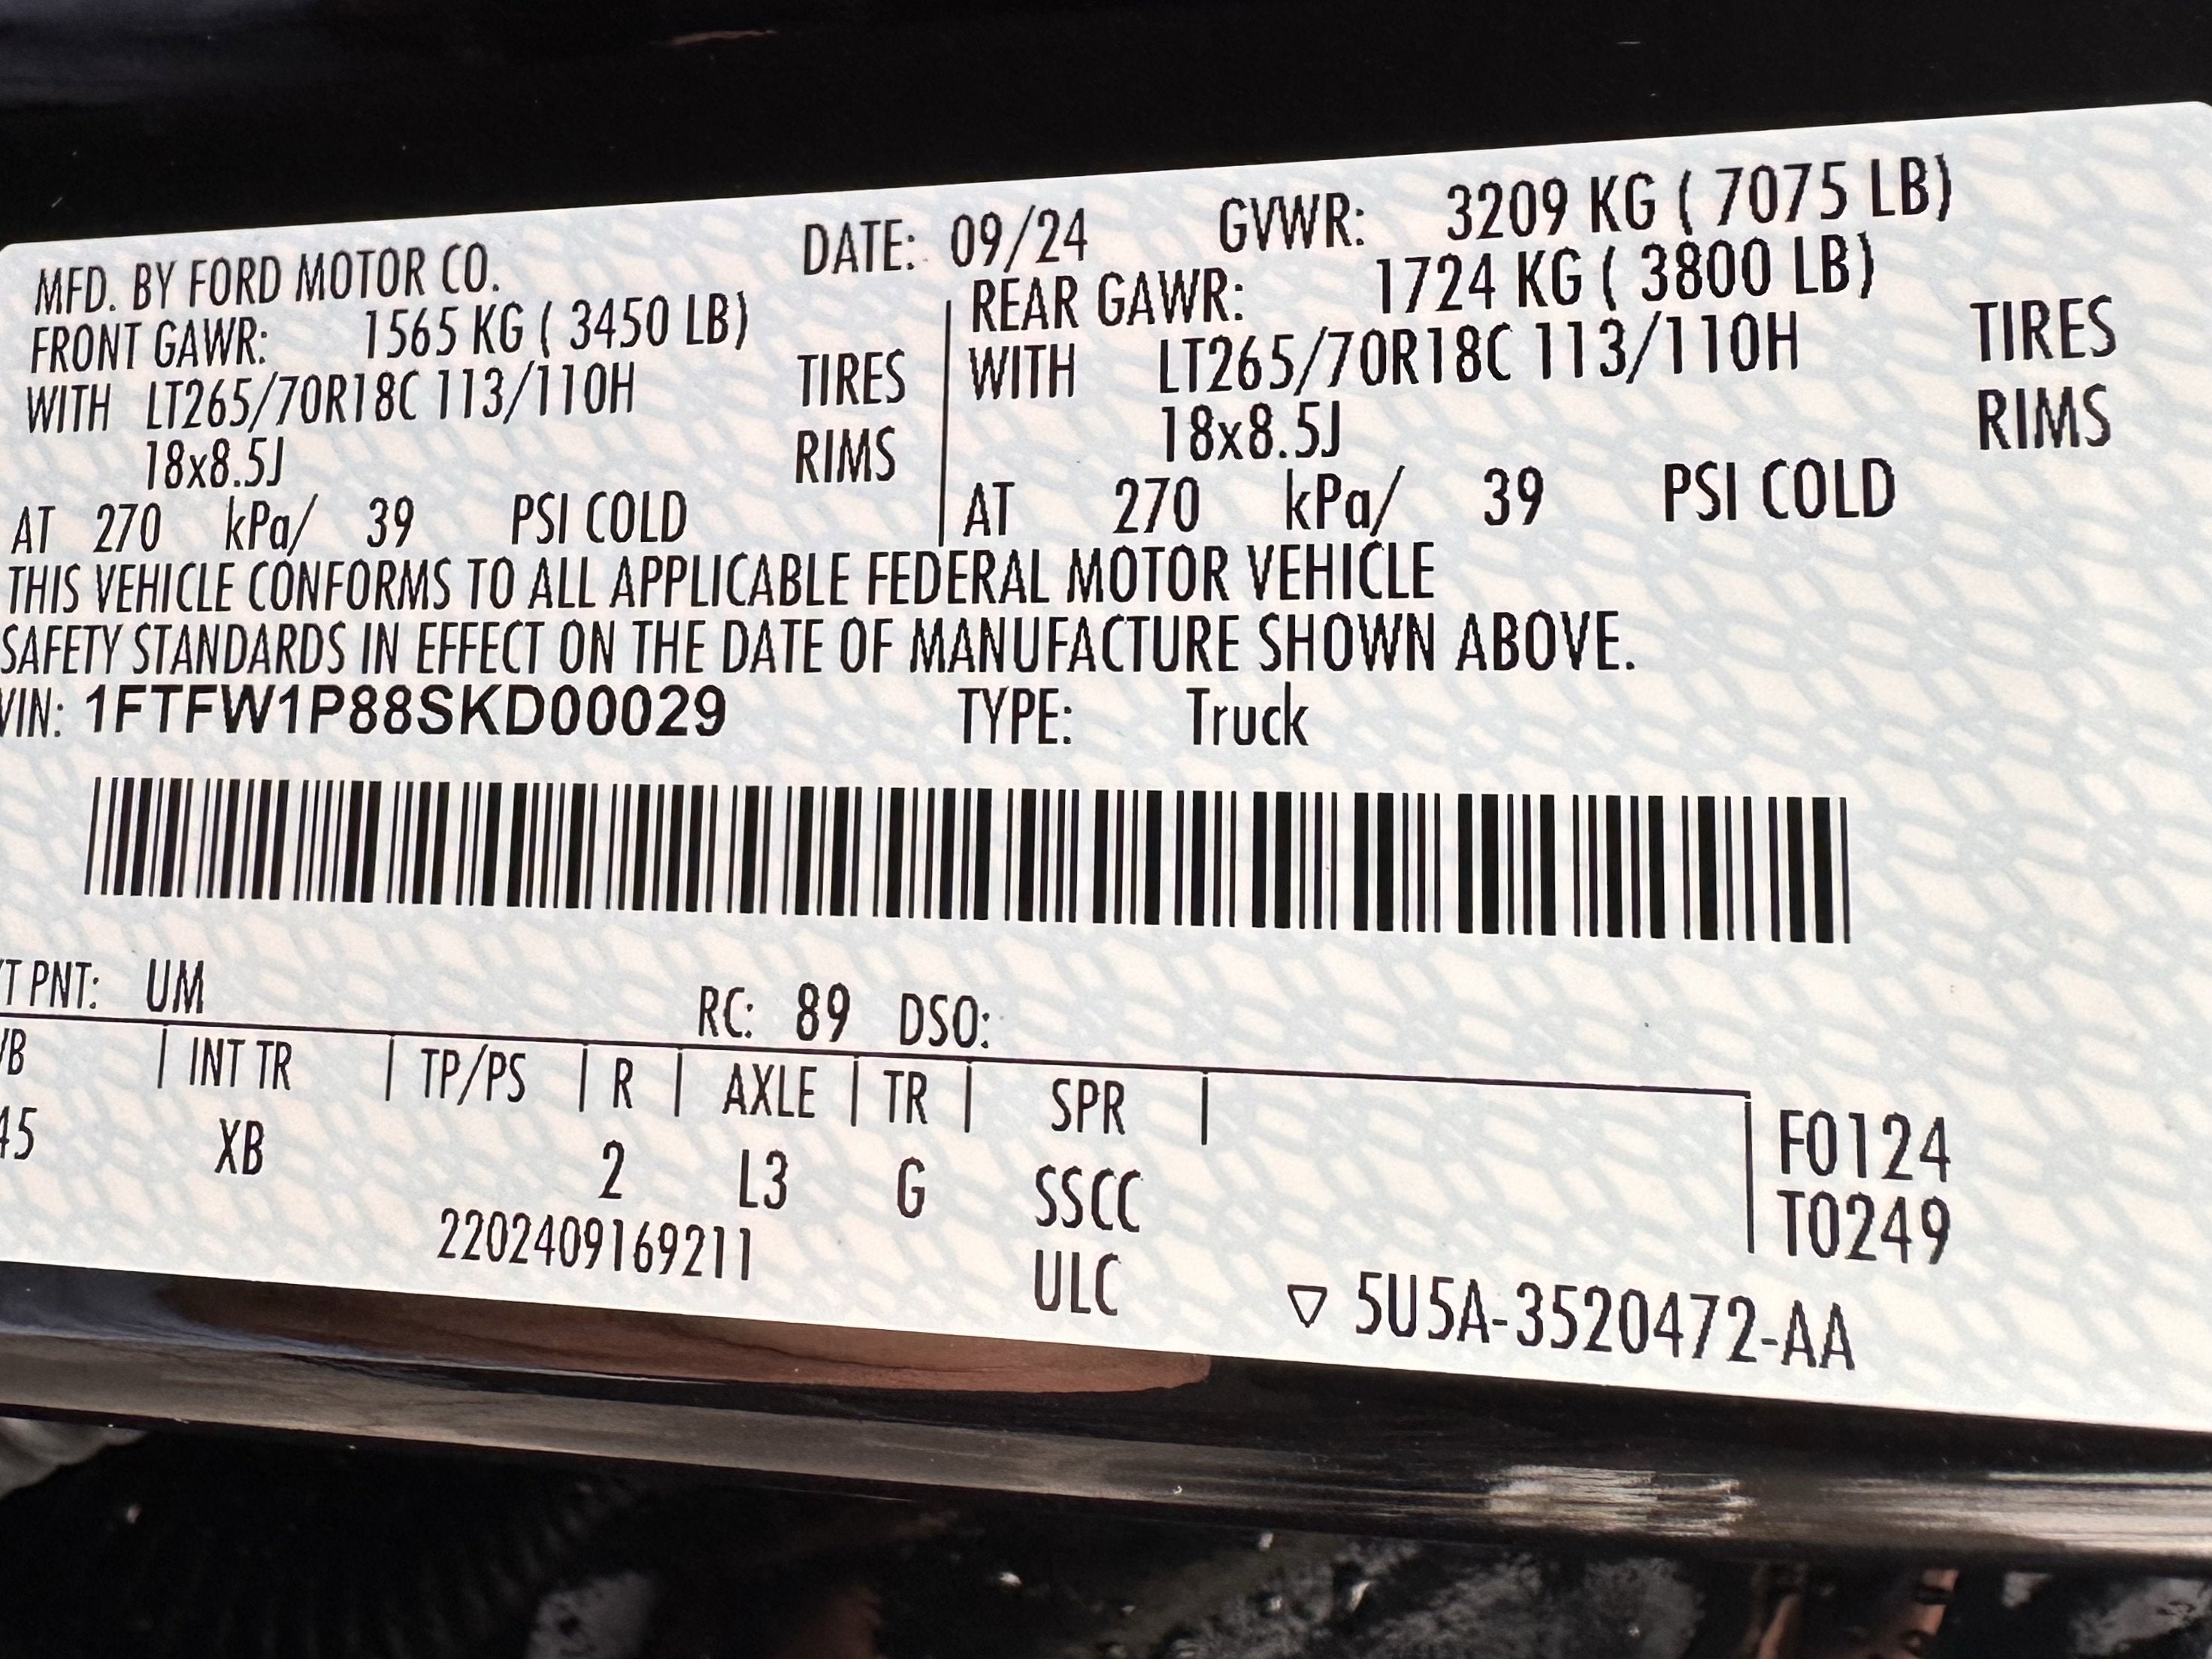 MFD. BY FORD MOTOR CO. DATE: 09/24 GVWR: 3209 KG ( 7075 LB)
FRONT GAWR: 1565 KG ( 3450 LB) REAR GAWR: 1724 KG ( 3800 LB)
WITH LT265/70R18C 113/110H TIRES WITH LT265/70R18C 113/110H TIRES
18x8.5J RIMS 18x8.5J RIMS
AT 270 kPa/ 39 PSI COLD AT 270 kPa/ 39 PSI COLD
THIS VEHICLE CONFORMS TO ALL APPLICABLE FEDERAL MOTOR VEHICLE
SAFETY STANDARDS IN EFFECT ON THE DATE OF MANUFACTURE SHOWN ABOVE.
VIN: 1FTFW1P88SKD00029 TYPE: Truck
T PNT: UM RC: 89 DSO:
B | INT TR | TP/PS | R | AXLE | TR | SPR |
45 XB 2 L3 G SSCC F0124
2202409169211 ULC T0249
▽ 5U5A-3520472-AA